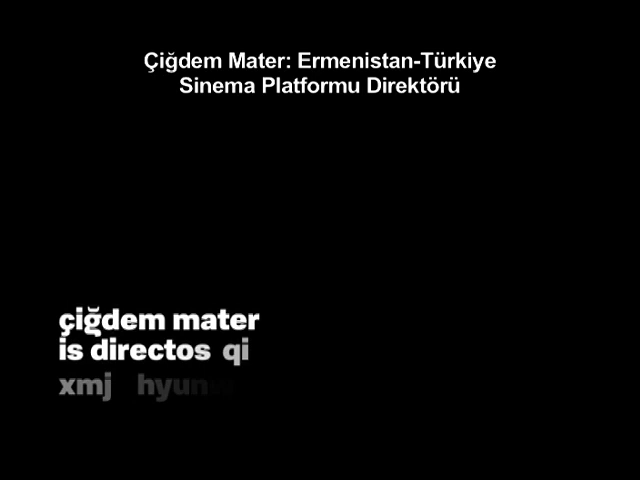 Çiğdem Mater: Ermenistan-Türkiye
Sinema Platformu Direktörü
çiğdem mater
is directos qi
xmj